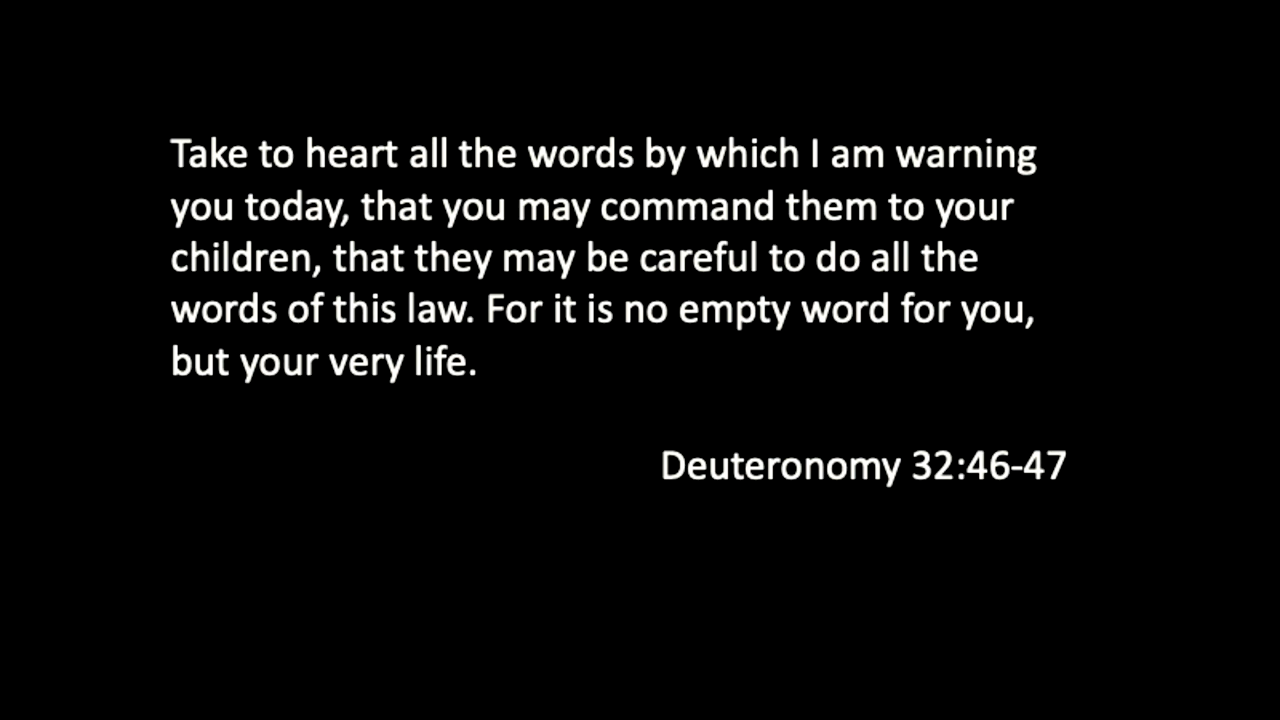 Take to heart all the words by which I am warning
you today, that you may command them to your
children, that they may be careful to do all the
words of this law. For it is no empty word for you,
but your very life.
Deuteronomy 32:46-47